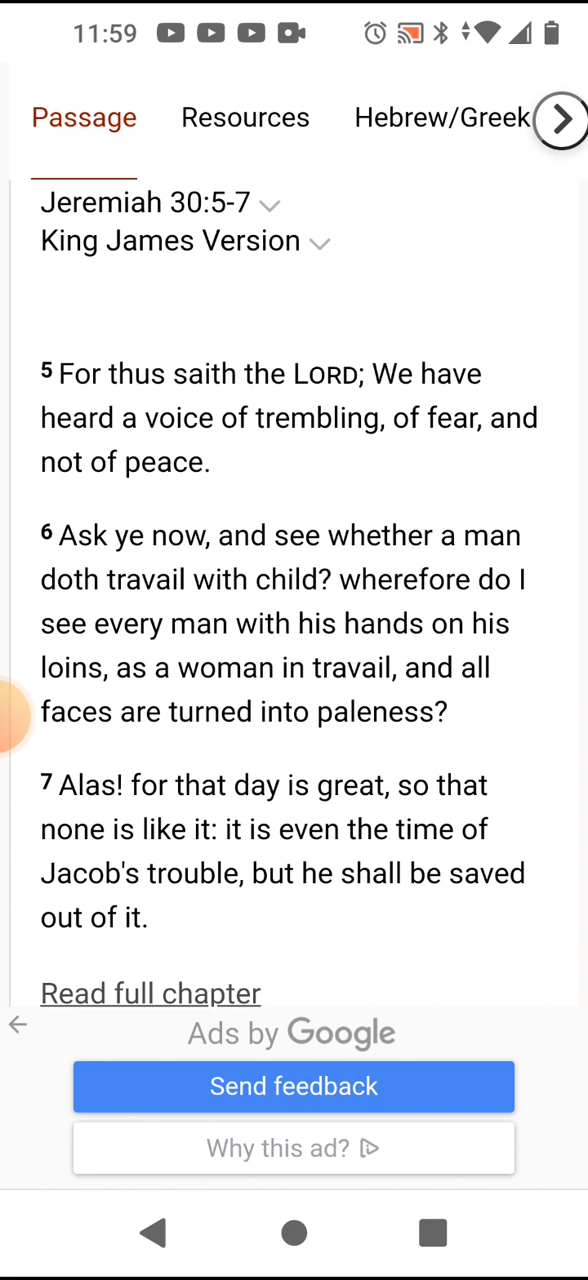 11:59
Passage Resources Hebrew/Greek
Jeremiah 30:5-7
King James Version
5 For thus saith the LORD; We have
heard a voice of trembling, of fear, and
not of peace.
6 Ask ye now, and see whether a man
doth travail with child? wherefore do I
see every man with his hands on his
loins, as a woman in travail, and all
faces are turned into paleness?
7 Alas! for that day is great, so that
none is like it: it is even the time of
Jacob's trouble, but he shall be saved
out of it.
Read full chapter
Ads by Google
Send feedback
Why this ad?